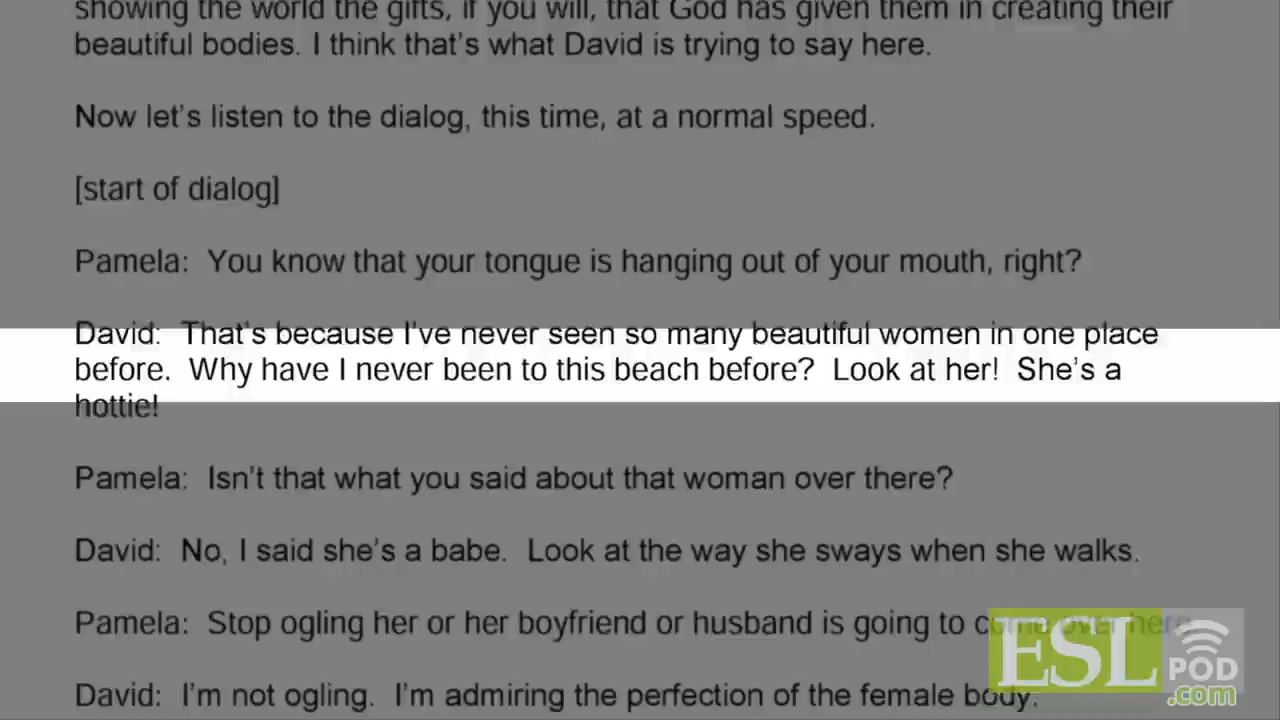 showing the world the gifts, if you will, that God has given them in creating their
beautiful bodies. I think that's what David is trying to say here.
Now let's listen to the dialog, this time, at a normal speed.
[start of dialog]
Pamela:  You know that your tongue is hanging out of your mouth, right?
David:  That's because I've never seen so many beautiful women in one place
before.  Why have I never been to this beach before?  Look at her!  She's a
hottie!
Pamela:  Isn't that what you said about that woman over there?
David:  No, I said she's a babe.  Look at the way she sways when she walks.
Pamela:  Stop ogling her or her boyfriend or husband is going to come over here
David:  I'm not ogling.  I'm admiring the perfection of the female body.
ESL
POD
.com